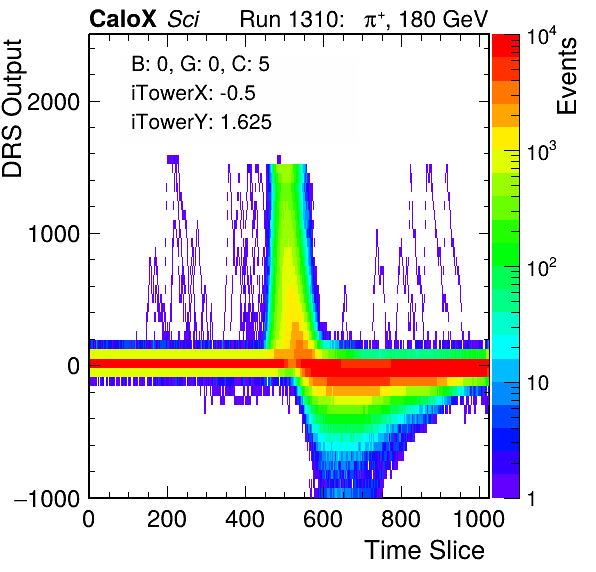 CaloX Sci Run 1310: π⁺, 180 GeV
B: 0, G: 0, C: 5
iTowerX: -0.5
iTowerY: 1.625
DRS Output
2000
1000
0
−1000
0 200 400 600 800 1000
Time Slice
Events
10⁴
10³
10²
10
1